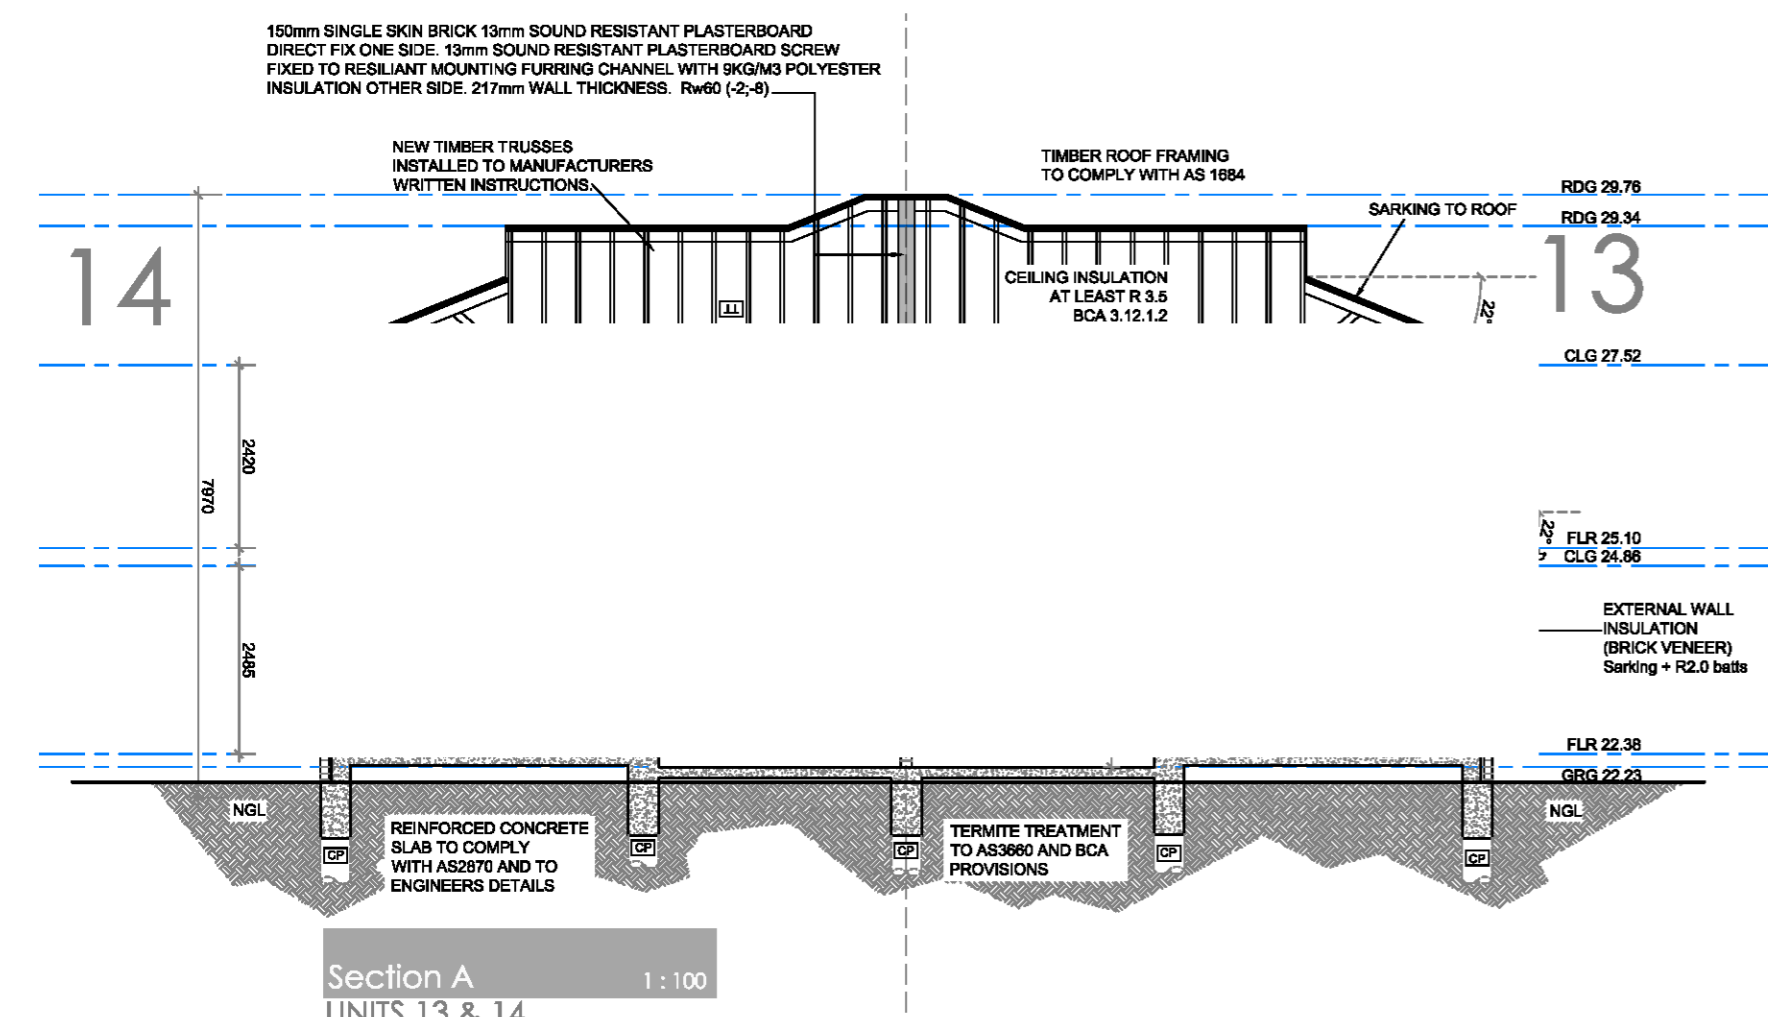 150mm SINGLE SKIN BRICK 13mm SOUND RESISTANT PLASTERBOARD
DIRECT FIX ONE SIDE. 13mm SOUND RESISTANT PLASTERBOARD SCREW
FIXED TO RESILIANT MOUNTING FURRING CHANNEL WITH 9KG/M3 POLYESTER
INSULATION OTHER SIDE. 217mm WALL THICKNESS. Rw60 (-2;-8)
NEW TIMBER TRUSSES
INSTALLED TO MANUFACTURERS
WRITTEN INSTRUCTIONS.
TIMBER ROOF FRAMING
TO COMPLY WITH AS 1684
RDG 29.76
SARKING TO ROOF
RDG 29.34
14
13
CEILING INSULATION
AT LEAST R 3.5
BCA 3.12.1.2
TT
22°
CLG 27.52
2420
7970
22°
FLR 25.10
CLG 24.86
EXTERNAL WALL
INSULATION
(BRICK VENEER)
Sarking + R2.0 batts
2485
FLR 22.38
GRG 22.23
NGL
NGL
REINFORCED CONCRETE
SLAB TO COMPLY
WITH AS2870 AND TO
ENGINEERS DETAILS
TERMITE TREATMENT
TO AS3660 AND BCA
PROVISIONS
CP
CP
CP
CP
CP
Section A 1 : 100
UNITS 13 & 14